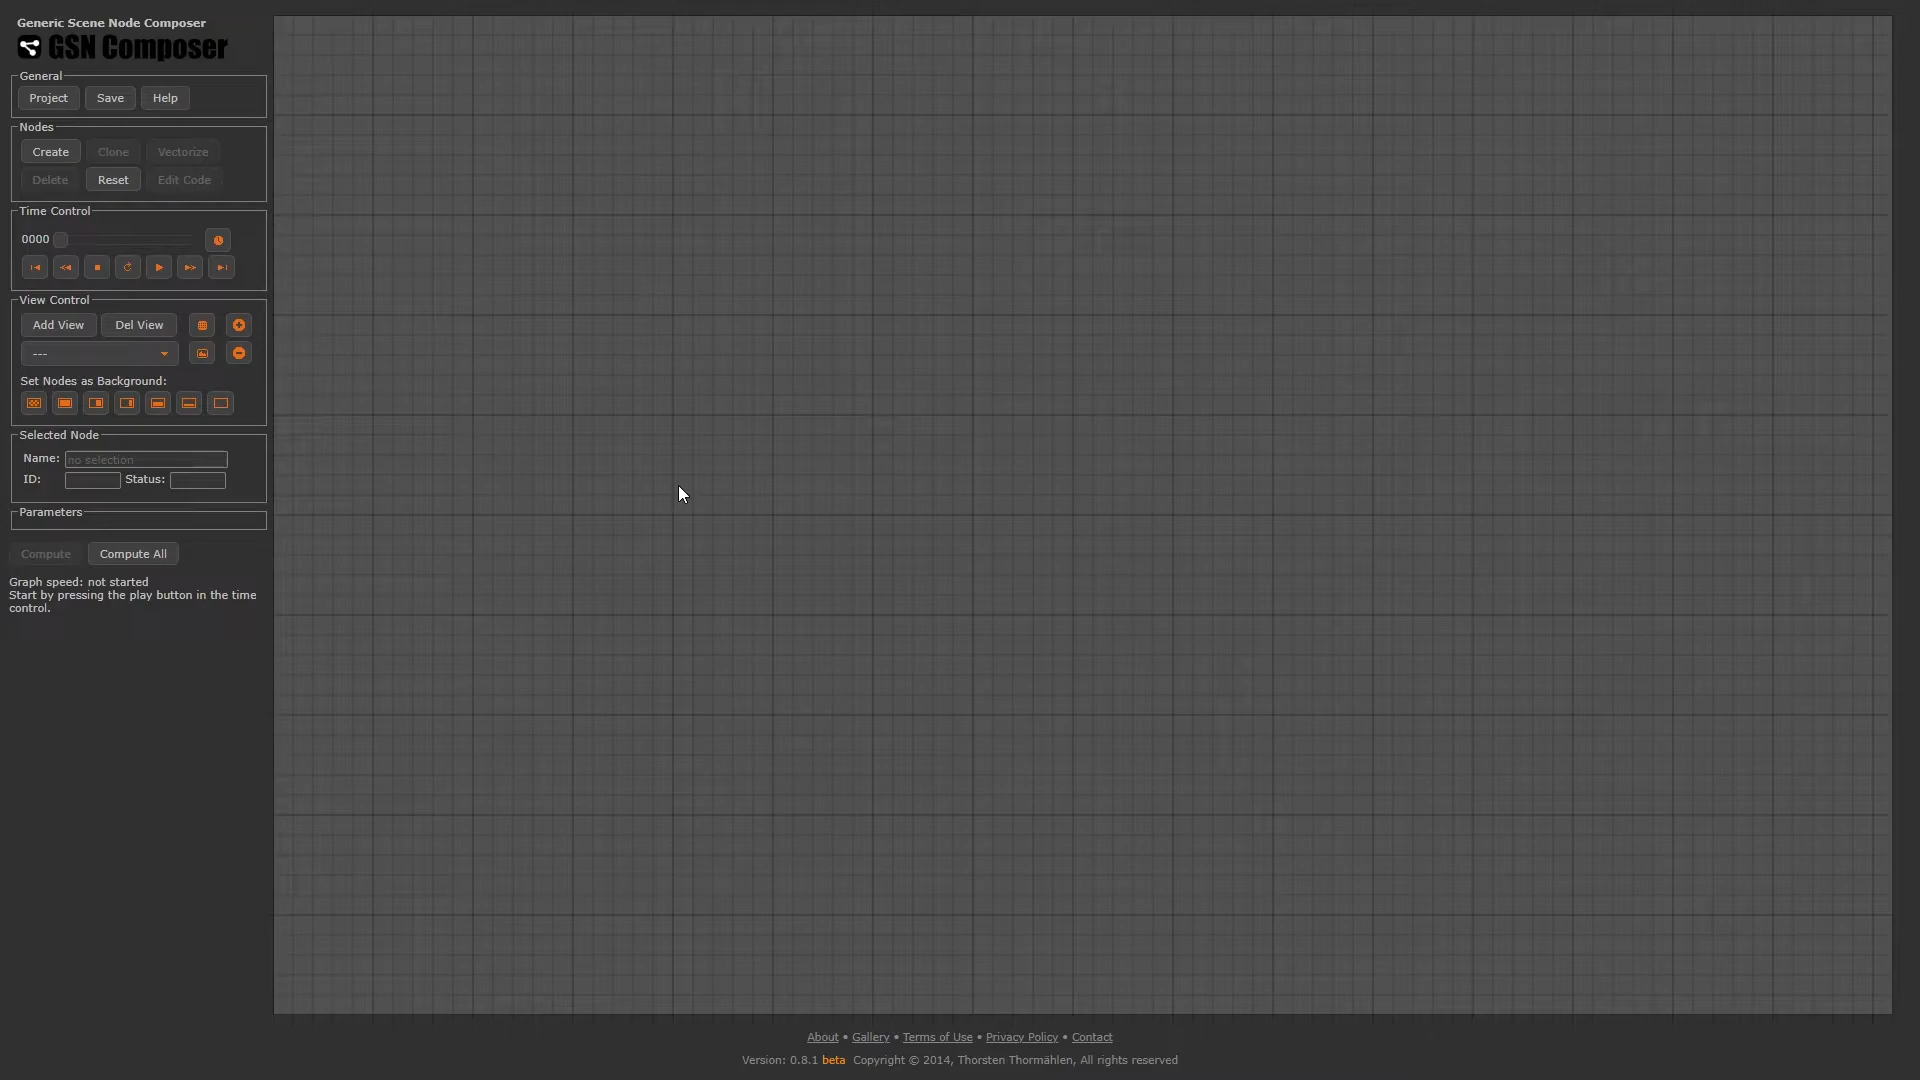 Generic Scene Node Composer
GSN Composer
General
Project Save Help
Nodes
Create Clone Vectorize
Delete Reset Edit Code
Time Control
0000
View Control
Add View Del View
---
Set Nodes as Background:
Selected Node
Name: no selection
ID: Status:
Parameters
Compute Compute All
Graph speed: not started
Start by pressing the play button in the time
control.
About • Gallery • Terms of Use • Privacy Policy • Contact
Version: 0.8.1 beta Copyright © 2014, Thorsten Thormählen, All rights reserved